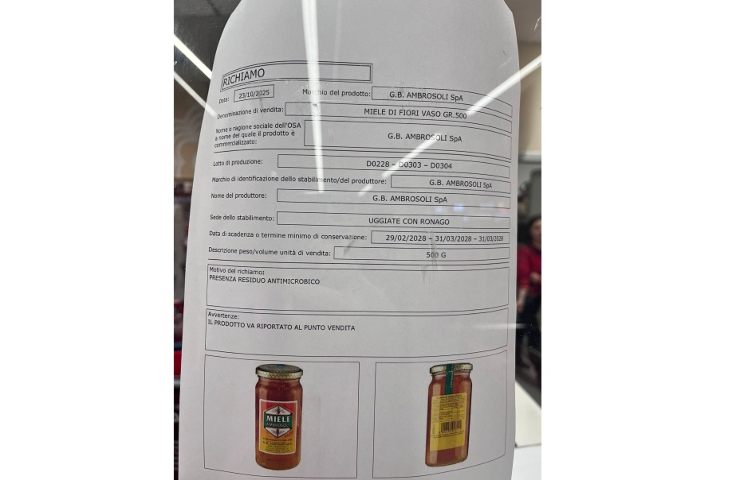 RICHIAMO
Data: 23/10/2025 Marchio del prodotto: G.B. AMBROSOLI SpA
Denominazione di vendita: MIELE DI FIORI VASO GR.500
Nome o ragione sociale dell'OSA
a nome del quale il prodotto è
commercializzato: G.B. AMBROSOLI SpA
Lotto di produzione: D0228 – D0303 – D0304
Marchio di identificazione dello stabilimento/del produttore: G.B. AMBROSOLI SpA
Nome del produttore: G.B. AMBROSOLI SpA
Sede dello stabilimento: UGGIATE CON RONAGO
Data di scadenza o termine minimo di conservazione: 29/02/2028 – 31/03/2028 – 31/03/2028
Descrizione peso/volume unità di vendita: 500 G
Motivo del richiamo:
PRESENZA RESIDUO ANTIMICROBICO
Avvertenze:
IL PRODOTTO VA RIPORTATO AL PUNTO VENDITA
MIELE
AMBROSOLI